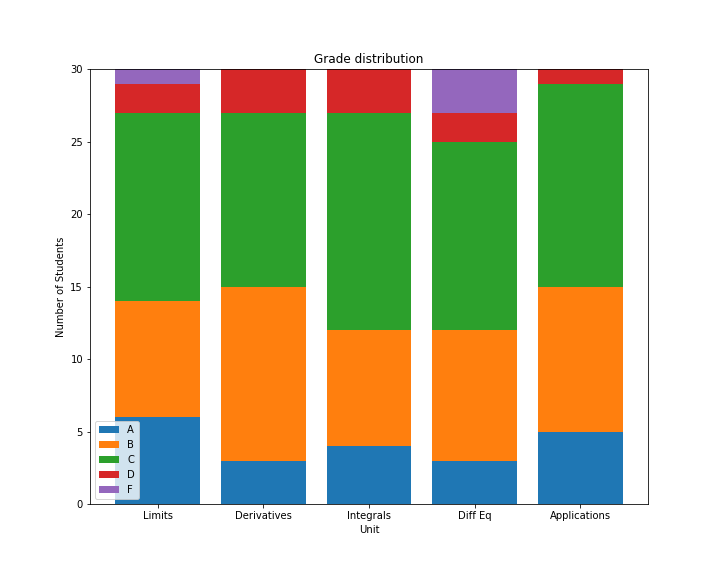 Grade distribution
30
25
20
15
10
5
0
Number of Students
A
B
C
D
F
Limits Derivatives Integrals Diff Eq Applications
Unit